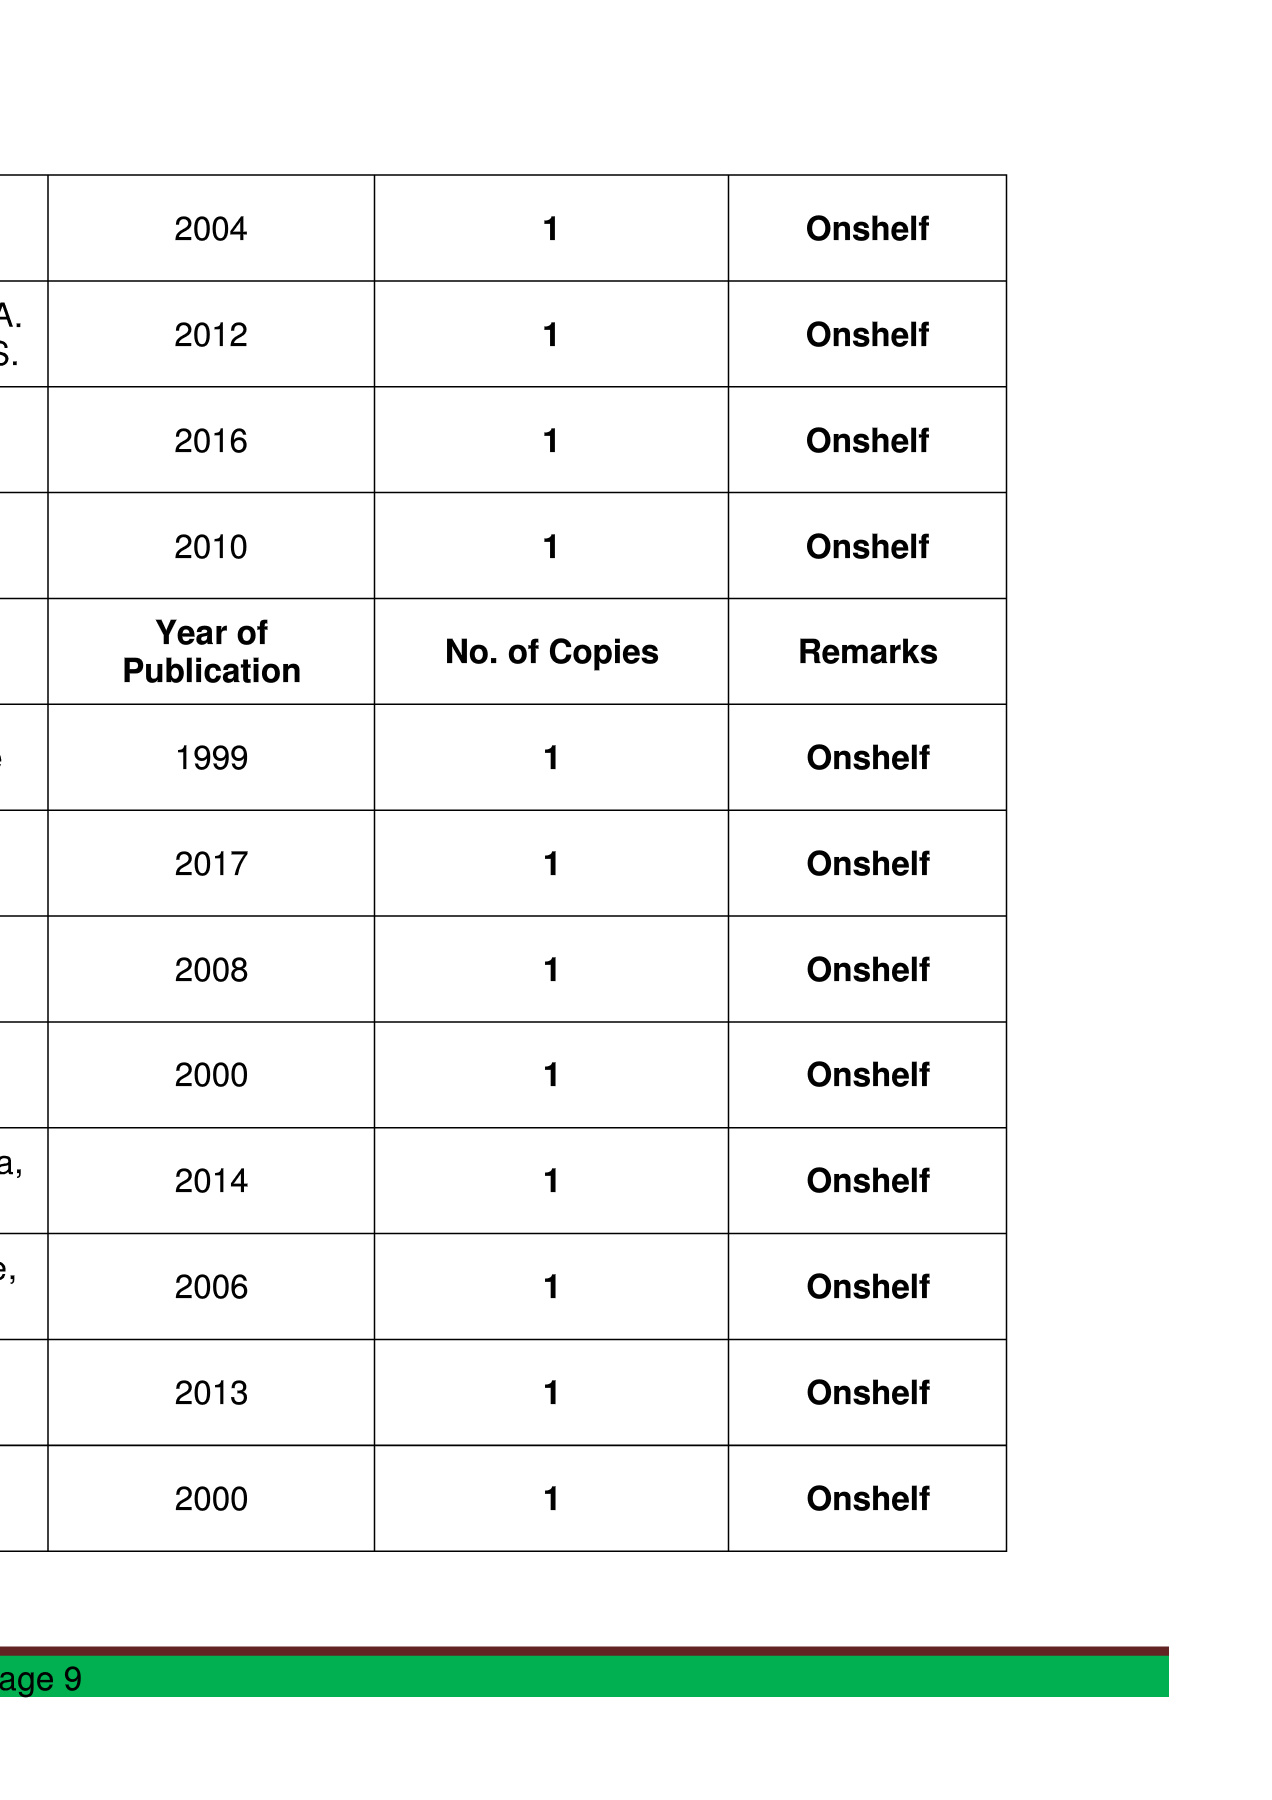 2004 1 Onshelf
A.
S.
2012 1 Onshelf
2016 1 Onshelf
2010 1 Onshelf
Year of
Publication
No. of Copies
Remarks
e 1999 1 Onshelf
2017 1 Onshelf
2008 1 Onshelf
2000 1 Onshelf
a,
2014 1 Onshelf
e,
2006 1 Onshelf
2013 1 Onshelf
2000 1 Onshelf
age 9